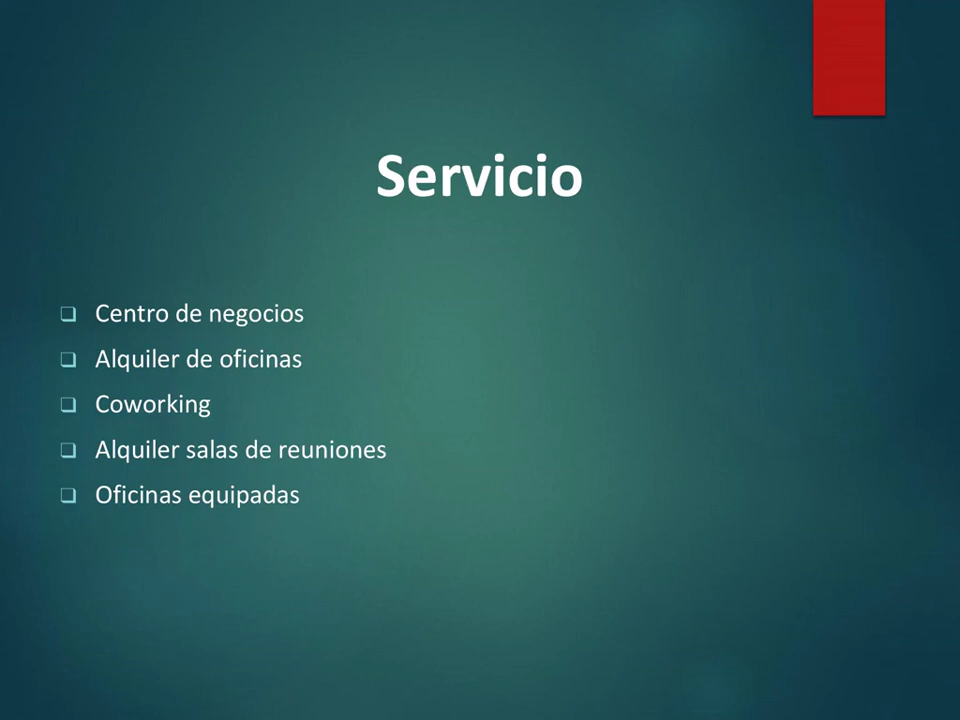 Servicio
Centro de negocios
Alquiler de oficinas
Coworking
Alquiler salas de reuniones
Oficinas equipadas